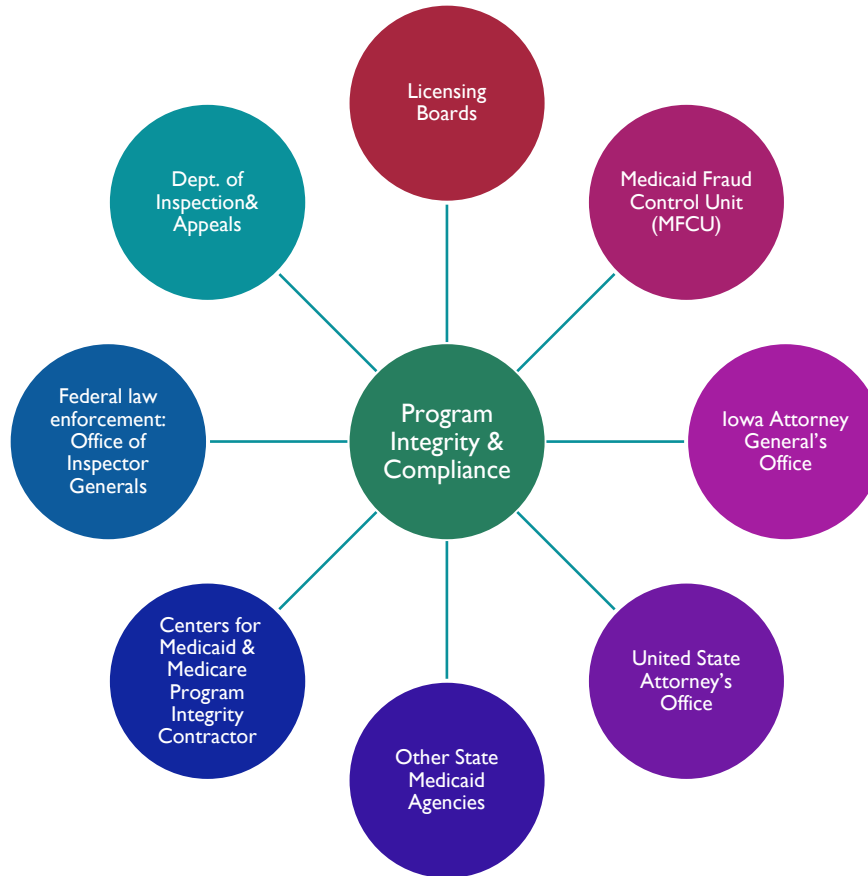 Licensing
Boards
Medicaid Fraud
Control Unit
(MFCU)
Iowa Attorney
General’s
Office
United State
Attorney’s
Office
Other State
Medicaid
Agencies
Centers for
Medicaid &
Medicare
Program
Integrity
Contractor
Federal law
enforcement:
Office of
Inspector
Generals
Dept. of
Inspection&
Appeals
Program
Integrity &
Compliance